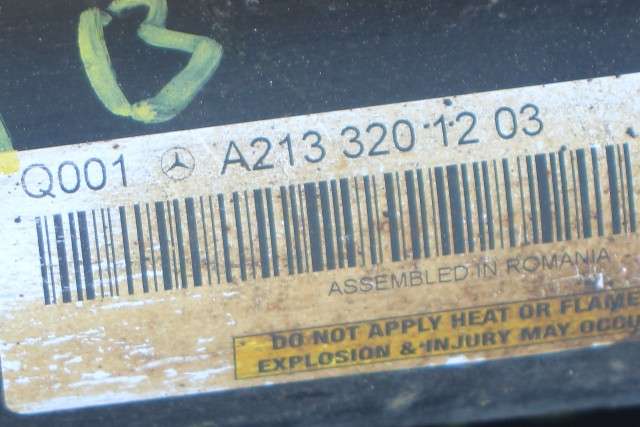 B
Q001 A213 320 12 03
ASSEMBLED IN ROMANIA
DO NOT APPLY HEAT OR FLAME
EXPLOSION & INJURY MAY